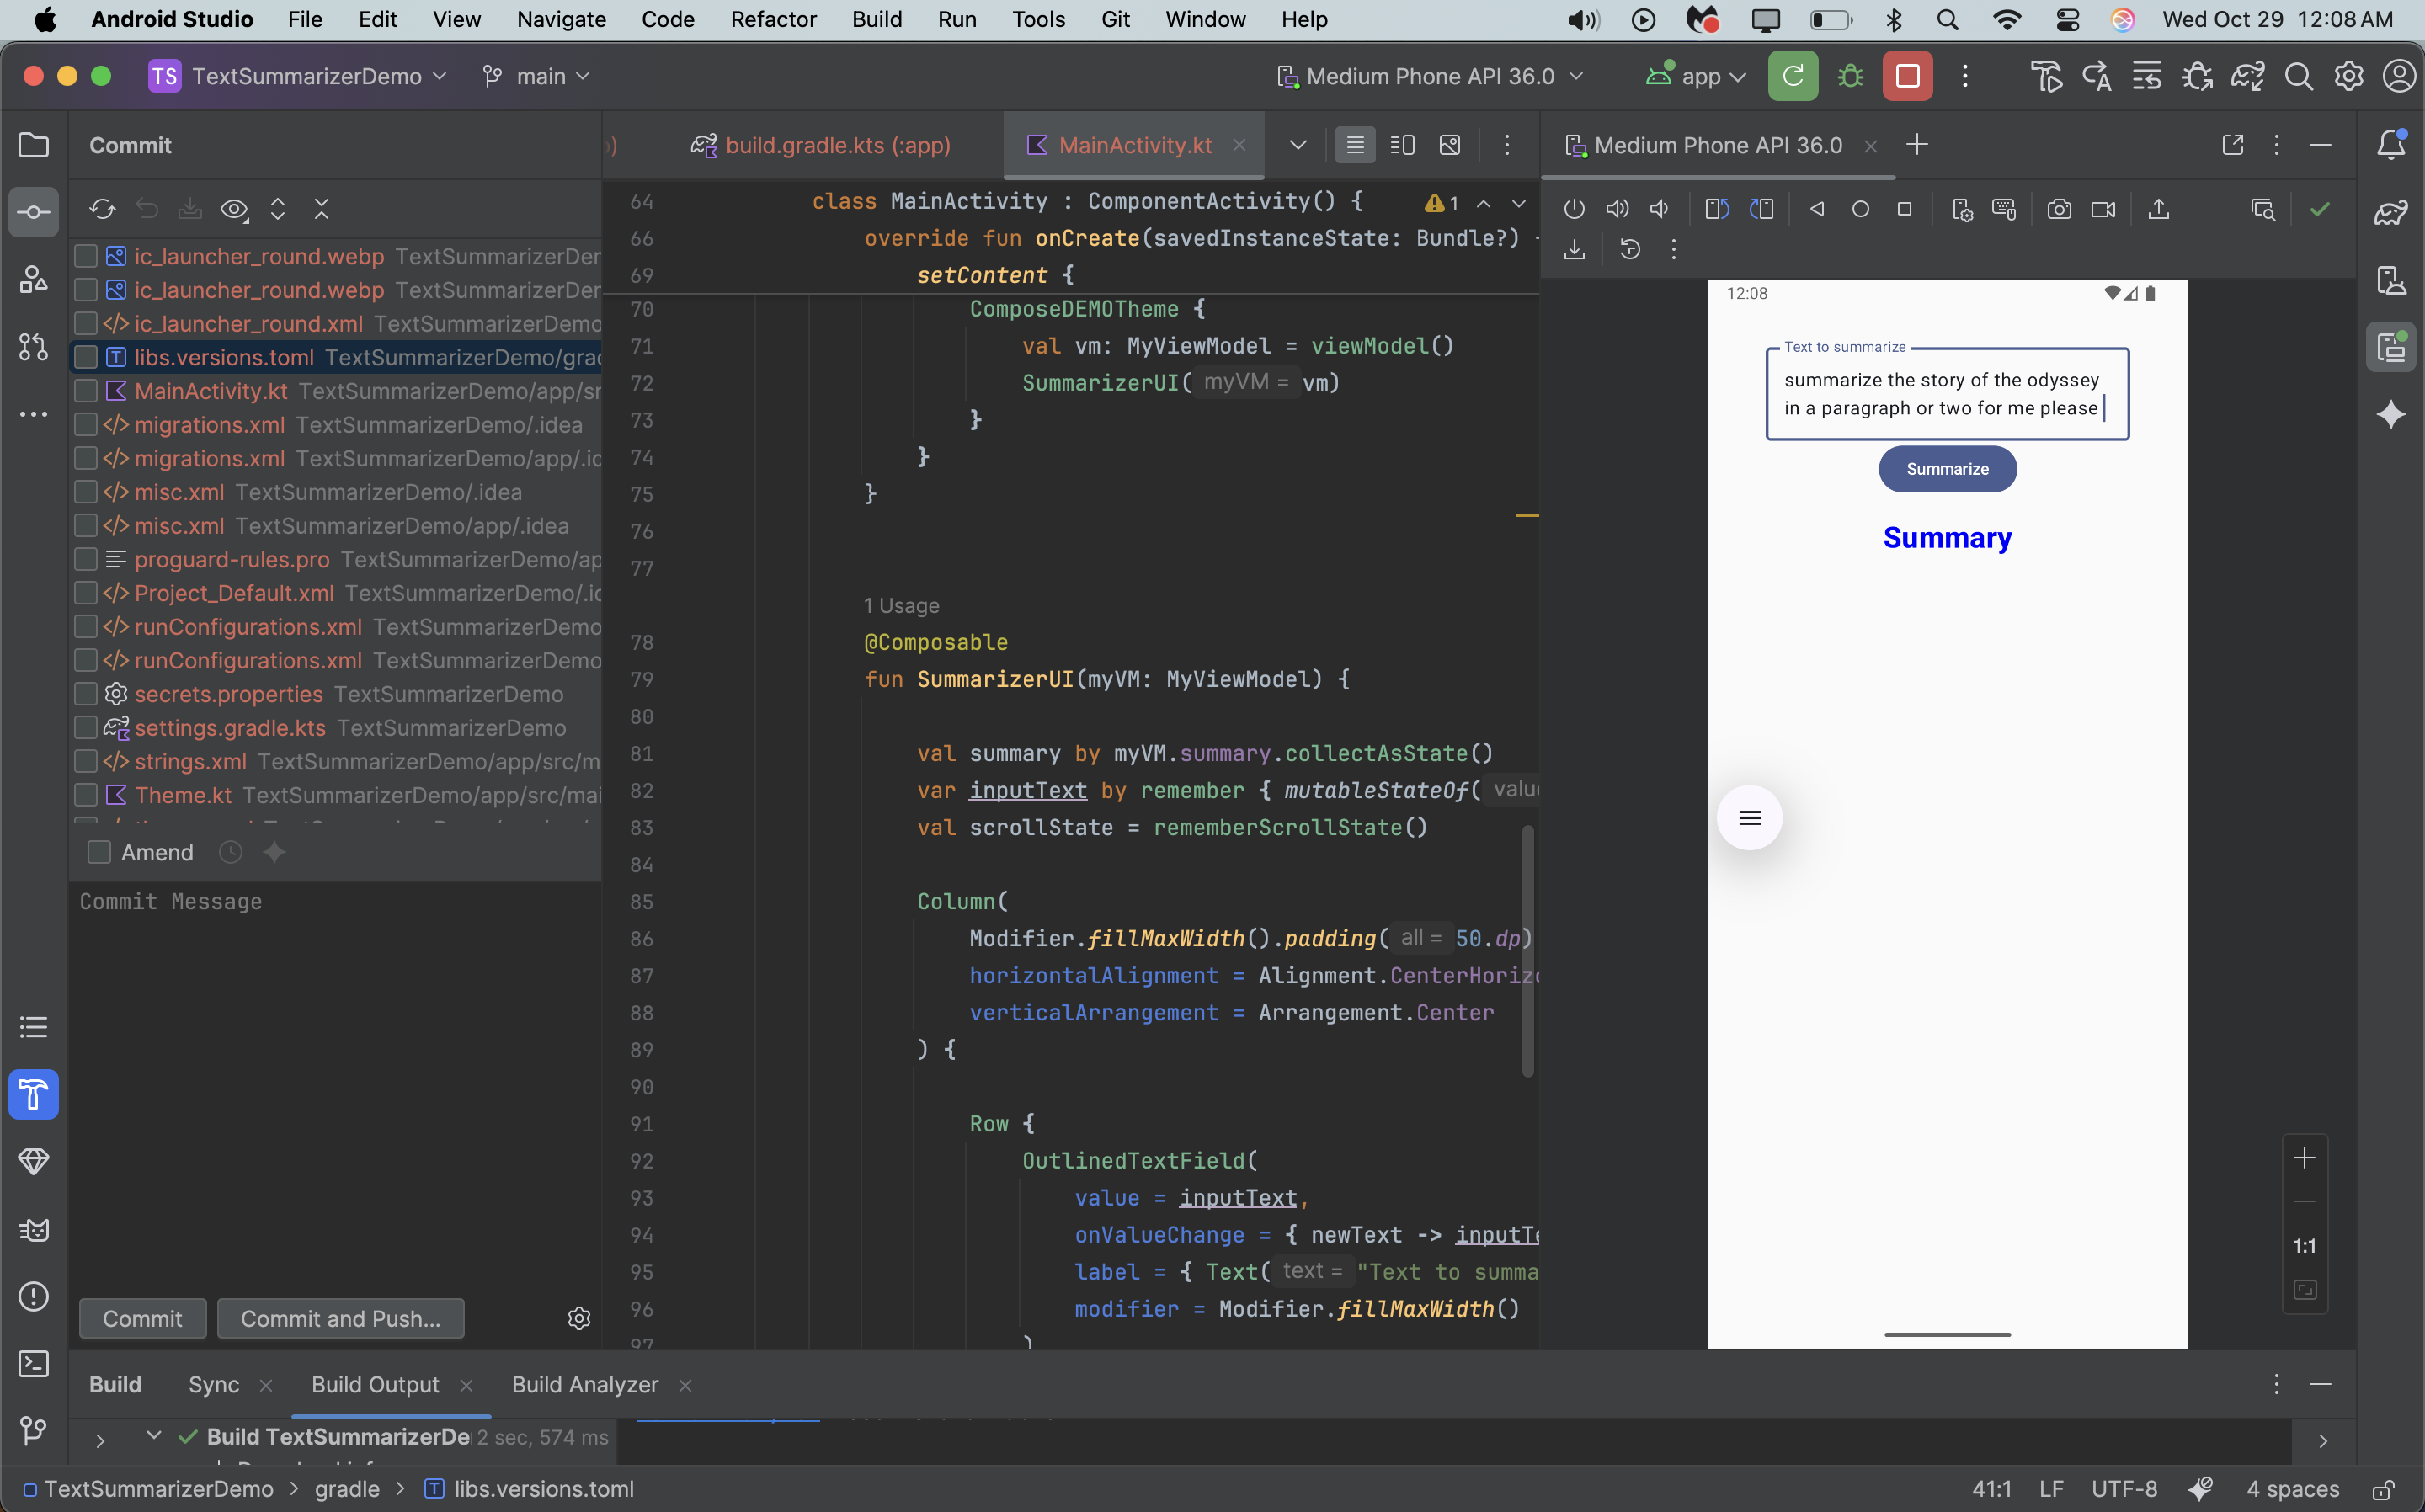 Android Studio File Edit View Navigate Code Refactor Build Run Tools Git Window Help Wed Oct 29 12:08 AM
TS TextSummarizerDemo main Medium Phone API 36.0 app
Commit
build.gradle.kts (:app) MainActivity.kt
Medium Phone API 36.0
ic_launcher_round.webp TextSummarizerDer
ic_launcher_round.webp TextSummarizerDer
ic_launcher_round.xml TextSummarizerDemo
libs.versions.toml TextSummarizerDemo/grad
MainActivity.kt TextSummarizerDemo/app/sr
migrations.xml TextSummarizerDemo/.idea
migrations.xml TextSummarizerDemo/app/.id
misc.xml TextSummarizerDemo/.idea
misc.xml TextSummarizerDemo/app/.idea
proguard-rules.pro TextSummarizerDemo/ap
Project_Default.xml TextSummarizerDemo/.ic
runConfigurations.xml TextSummarizerDemo
runConfigurations.xml TextSummarizerDemo
secrets.properties TextSummarizerDemo
settings.gradle.kts TextSummarizerDemo
strings.xml TextSummarizerDemo/app/src/m
Theme.kt TextSummarizerDemo/app/src/mai
Amend
Commit Message
Commit Commit and Push...
64 class MainActivity : ComponentActivity() { 1
66 override fun onCreate(savedInstanceState: Bundle?)
69 setContent {
70 ComposeDEMOTheme {
71 val vm: MyViewModel = viewModel()
72 SummarizerUI( myVM = vm)
73 }
74 }
75 }
76
77
1 Usage
78 @Composable
79 fun SummarizerUI(myVM: MyViewModel) {
80
81 val summary by myVM.summary.collectAsState()
82 var inputText by remember { mutableStateOf( valu
83 val scrollState = rememberScrollState()
84
85 Column(
86 Modifier.fillMaxWidth().padding( all = 50.dp)
87 horizontalAlignment = Alignment.CenterHorizo
88 verticalArrangement = Arrangement.Center
89 ) {
90
91 Row {
92 OutlinedTextField(
93 value = inputText,
94 onValueChange = { newText -> inputTe
95 label = { Text( text = "Text to summa
96 modifier = Modifier.fillMaxWidth()
97 )
12:08
Text to summarize
summarize the story of the odyssey
in a paragraph or two for me please
Summarize
Summary
1:1
Build Sync Build Output Build Analyzer
Build TextSummarizerDe 2 sec, 574 ms
TextSummarizerDemo > gradle > libs.versions.toml 41:1 LF UTF-8 4 spaces